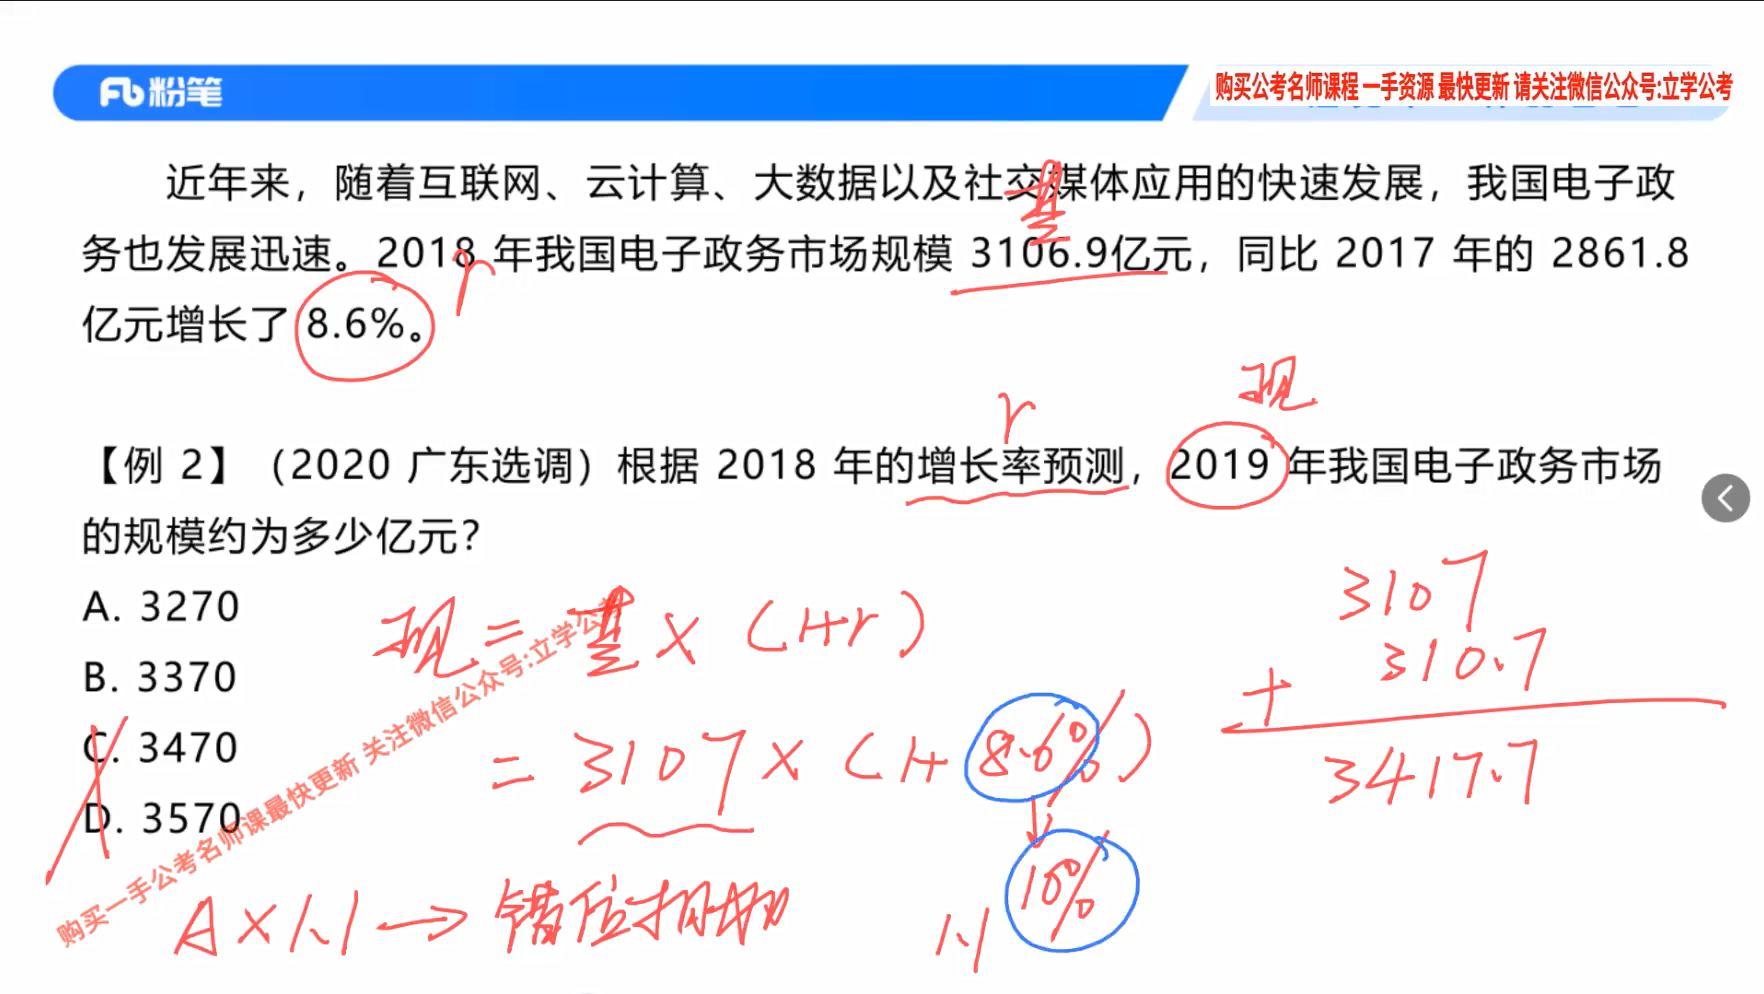 粉笔
购买公考名师课程 一手资源 最快更新 请关注微信公众号:立学公考
近年来，随着互联网、云计算、大数据以及社交媒体应用的快速发展，我国电子政
务也发展迅速。2018 年我国电子政务市场规模 3106.9亿元，同比 2017 年的 2861.8
亿元增长了 8.6%。
r
r
现
【例 2】（2020 广东选调）根据 2018 年的增长率预测，2019 年我国电子政务市场
的规模约为多少亿元？
A. 3270
B. 3370
C. 3470
D. 3570
现 = 基 × (1+r)
= 3107 × (1+8.6%)
10%
1.1
A×1.1→错位相加
3107
+ 310.7
3417.7
购买一手公考名师课最快更新 关注微信公众号:立学公考